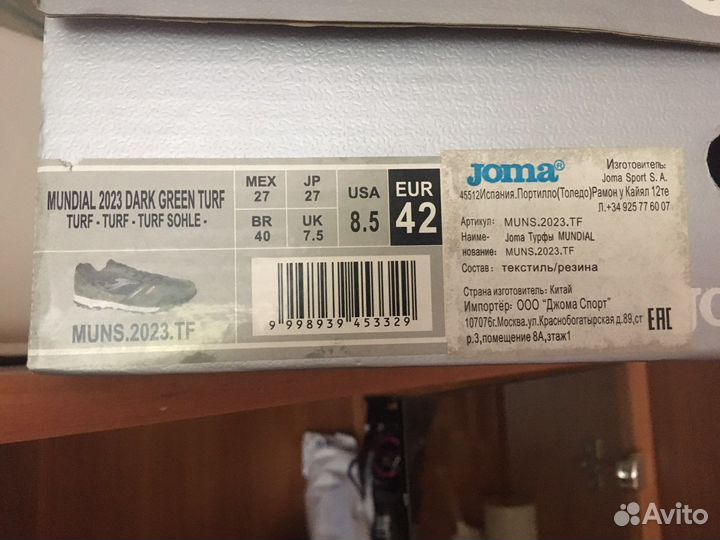 MUNDIAL 2023 DARK GREEN TURF
TURF - TURF - TURF SOHLE -
MEX
27
JP
27
BR
40
UK
7.5
USA
8.5
EUR
42
MUNS.2023.TF
9 998939 453329
Joma®
Изготовитель:
Joma Sport S. A.
45512Испания.Портилло(Толедо)Рамон у Кайял 12те
Л.+34 925 77 60 07
Артикул: MUNS.2023.TF
Наиме- Joma Турфы MUNDIAL
нование: MUNS.2023.TF
Состав: текстиль/резина
Страна изготовитель: Китай
Импортёр: ООО "Джома Спорт"
107076г.Москва.ул.Краснобогатырская д.89,ст
р.3,помещение 8А,этаж1
EAC
Avito